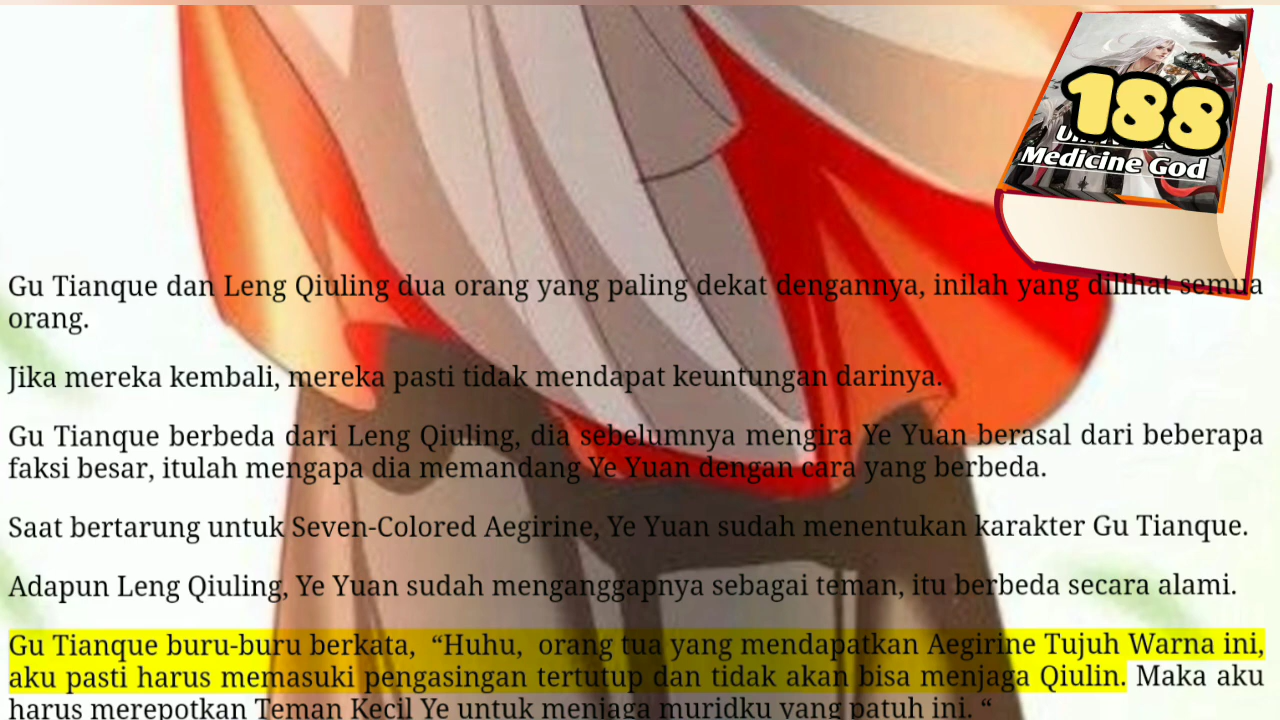 188
Medicine God
Gu Tianque dan Leng Qiuling dua orang yang paling dekat dengannya, inilah yang dilihat semua
orang.
Jika mereka kembali, mereka pasti tidak mendapat keuntungan darinya.
Gu Tianque berbeda dari Leng Qiuling, dia sebelumnya mengira Ye Yuan berasal dari beberapa
faksi besar, itulah mengapa dia memandang Ye Yuan dengan cara yang berbeda.
Saat bertarung untuk Seven-Colored Aegirine, Ye Yuan sudah menentukan karakter Gu Tianque.
Adapun Leng Qiuling, Ye Yuan sudah menganggapnya sebagai teman, itu berbeda secara alami.
Gu Tianque buru-buru berkata, “Huhu, orang tua yang mendapatkan Aegirine Tujuh Warna ini,
aku pasti harus memasuki pengasingan tertutup dan tidak akan bisa menjaga Qiulin. Maka aku
harus merepotkan Teman Kecil Ye untuk menjaga muridku yang patuh ini. “